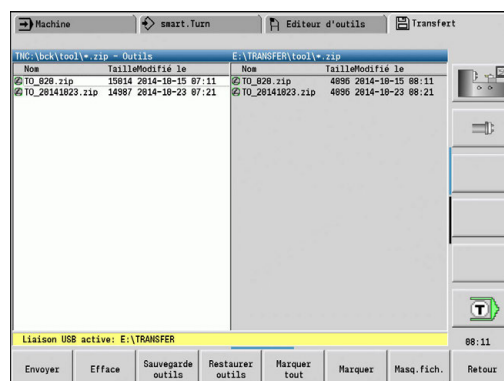 Machine
smart.Turn
Editeur d'outils
Transfert
TNC:\bck\tool\*.zip - Outils
E:\TRANSFER\tool\*.zip
Nom TailleModifié le
Nom TailleModifié le
TO_020.zip 15014 2014-10-15 07:11
TO_020.zip 4096 2014-10-15 08:11
TO_20141023.zip 14987 2014-10-23 07:21
TO_20141023.zip 4096 2014-10-23 08:21
T
Liaison USB active: E:\TRANSFER
08:11
Envoyer
Efface
Sauvegarde outils
Restaurer outils
Marquer tout
Marquer
Masq.fich.
Retour